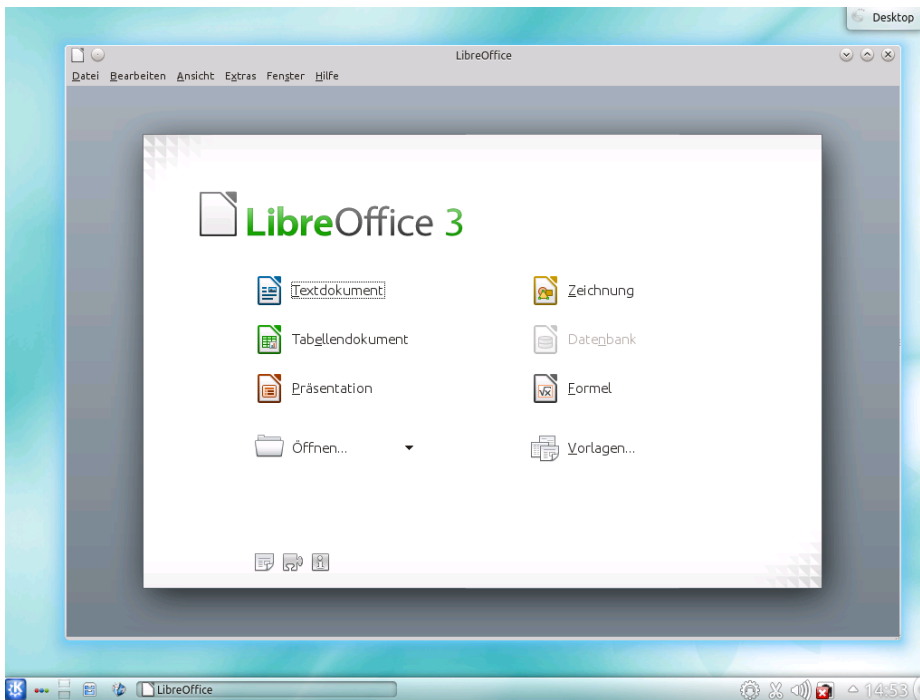 Desktop
LibreOffice
Datei Bearbeiten Ansicht Extras Fenster Hilfe
LibreOffice 3
Textdokument Zeichnung
Tabellendokument Datenbank
Präsentation Formel
Öffnen... Vorlagen...
LibreOffice 14:53